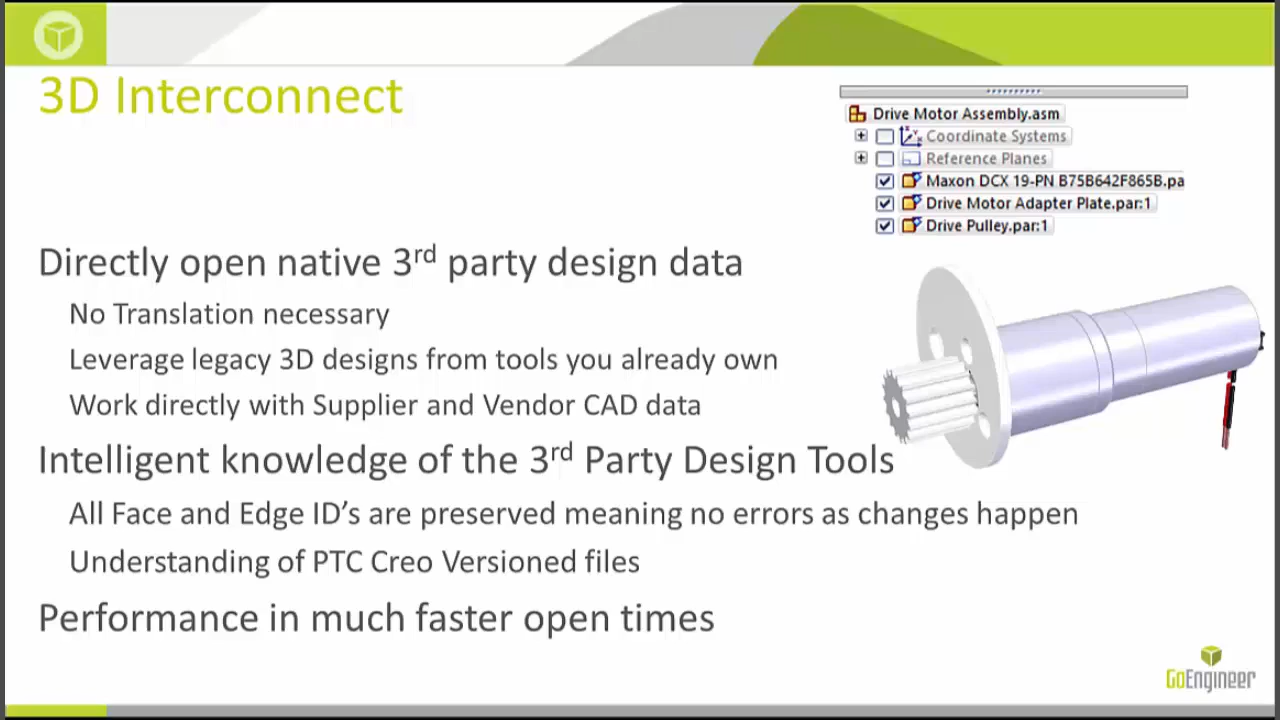 3D Interconnect
Drive Motor Assembly.asm
Coordinate Systems
Reference Planes
Maxon DCX 19-PN B75B642F865B.pa
Drive Motor Adapter Plate.par:1
Drive Pulley.par:1
Directly open native 3rd party design data
No Translation necessary
Leverage legacy 3D designs from tools you already own
Work directly with Supplier and Vendor CAD data
Intelligent knowledge of the 3rd Party Design Tools
All Face and Edge ID’s are preserved meaning no errors as changes happen
Understanding of PTC Creo Versioned files
Performance in much faster open times
GoEngineer